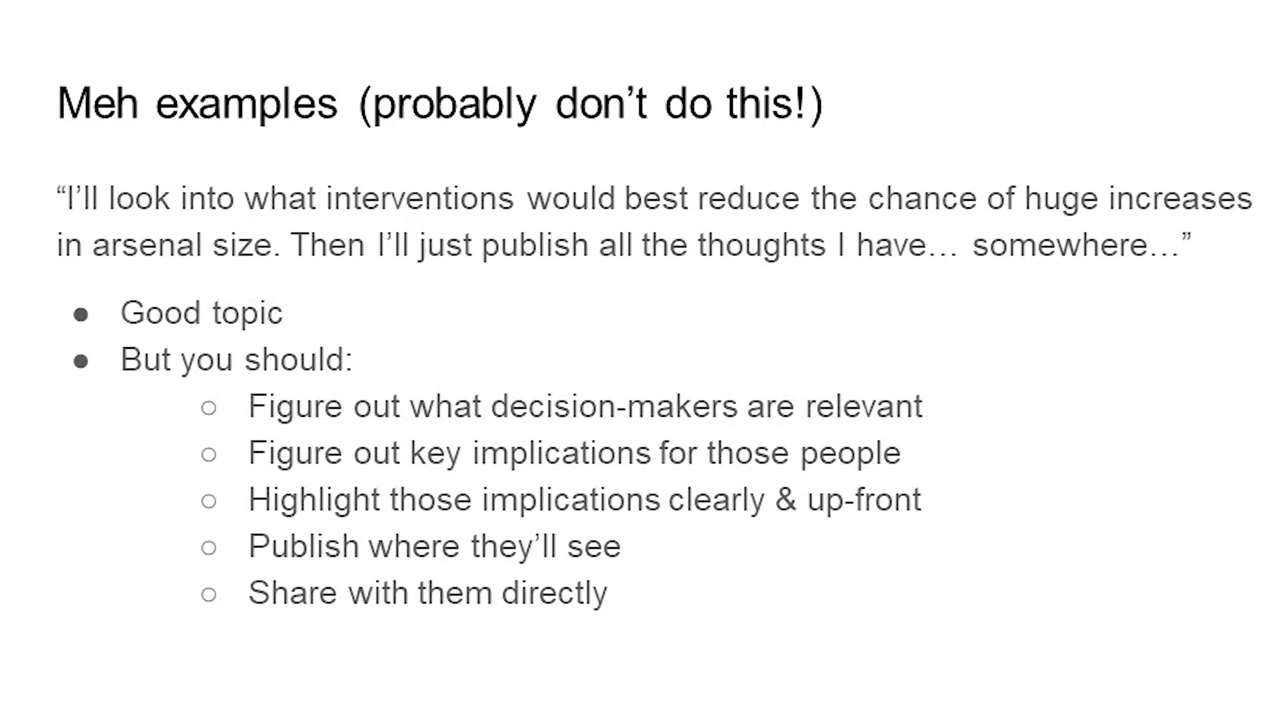 Meh examples (probably don’t do this!)
“I’ll look into what interventions would best reduce the chance of huge increases
in arsenal size. Then I’ll just publish all the thoughts I have… somewhere…”
● Good topic
● But you should:
○ Figure out what decision-makers are relevant
○ Figure out key implications for those people
○ Highlight those implications clearly & up-front
○ Publish where they’ll see
○ Share with them directly